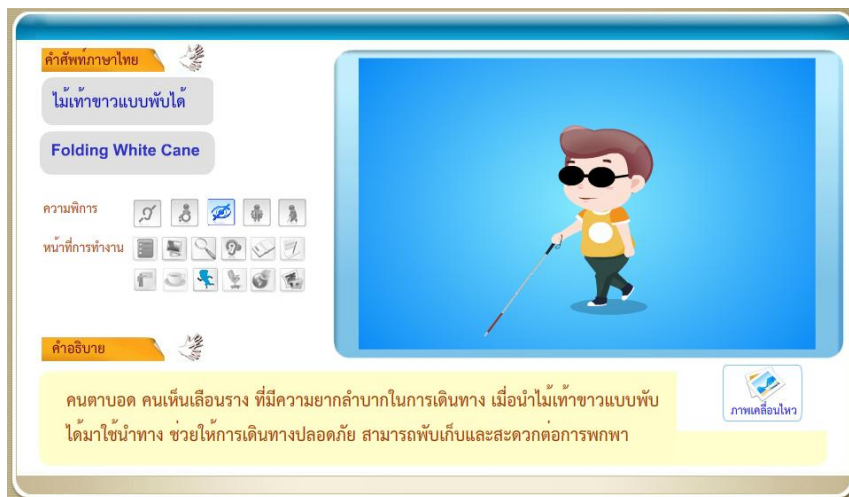 คำศัพท์ภาษาไทย
ไม้เท้าขาวแบบพับได้
Folding White Cane
ความพิการ
หน้าที่การทำงาน
คำอธิบาย
คนตาบอด คนเห็นเลือนราง ที่มีความยากลำบากในการเดินทาง เมื่อนำไม้เท้าขาวแบบพับ
ได้มาใช้นำทาง ช่วยให้การเดินทางปลอดภัย สามารถพับเก็บและสะดวกต่อการพกพา
ภาพเคลื่อนไหว